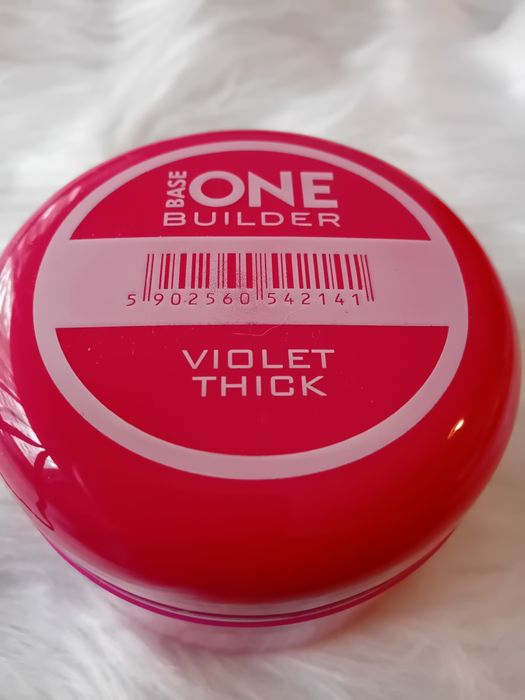 BASE ONE
BUILDER
5 902560 542141
VIOLET
THICK